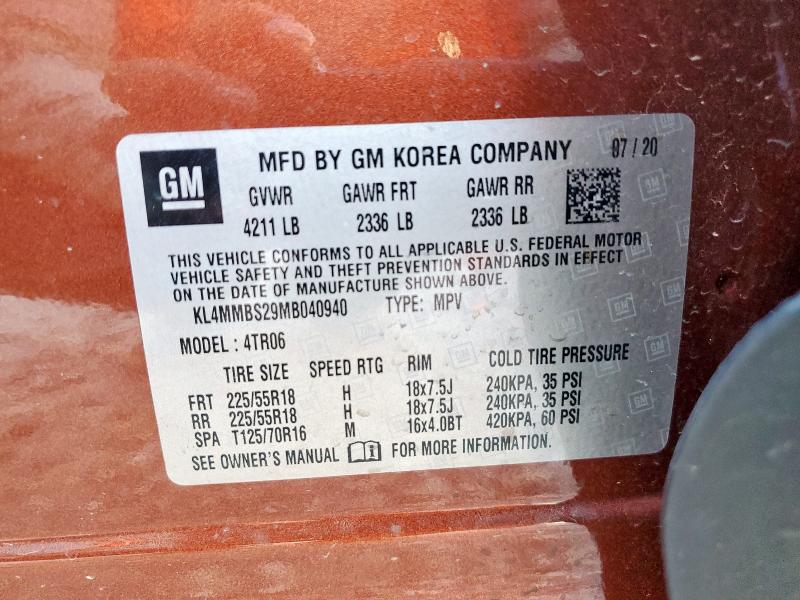 GM MFD BY GM KOREA COMPANY 07 / 20
GVWR GAWR FRT GAWR RR
4211 LB 2336 LB 2336 LB
THIS VEHICLE CONFORMS TO ALL APPLICABLE U.S. FEDERAL MOTOR
VEHICLE SAFETY AND THEFT PREVENTION STANDARDS IN EFFECT
ON THE DATE OF MANUFACTURE SHOWN ABOVE.
KL4MMBS29MB040940 TYPE: MPV
MODEL : 4TR06
TIRE SIZE SPEED RTG RIM COLD TIRE PRESSURE
FRT 225/55R18 H 18x7.5J 240KPA, 35 PSI
RR 225/55R18 H 18x7.5J 240KPA, 35 PSI
SPA T125/70R16 M 16x4.0BT 420KPA, 60 PSI
SEE OWNER'S MANUAL FOR MORE INFORMATION.